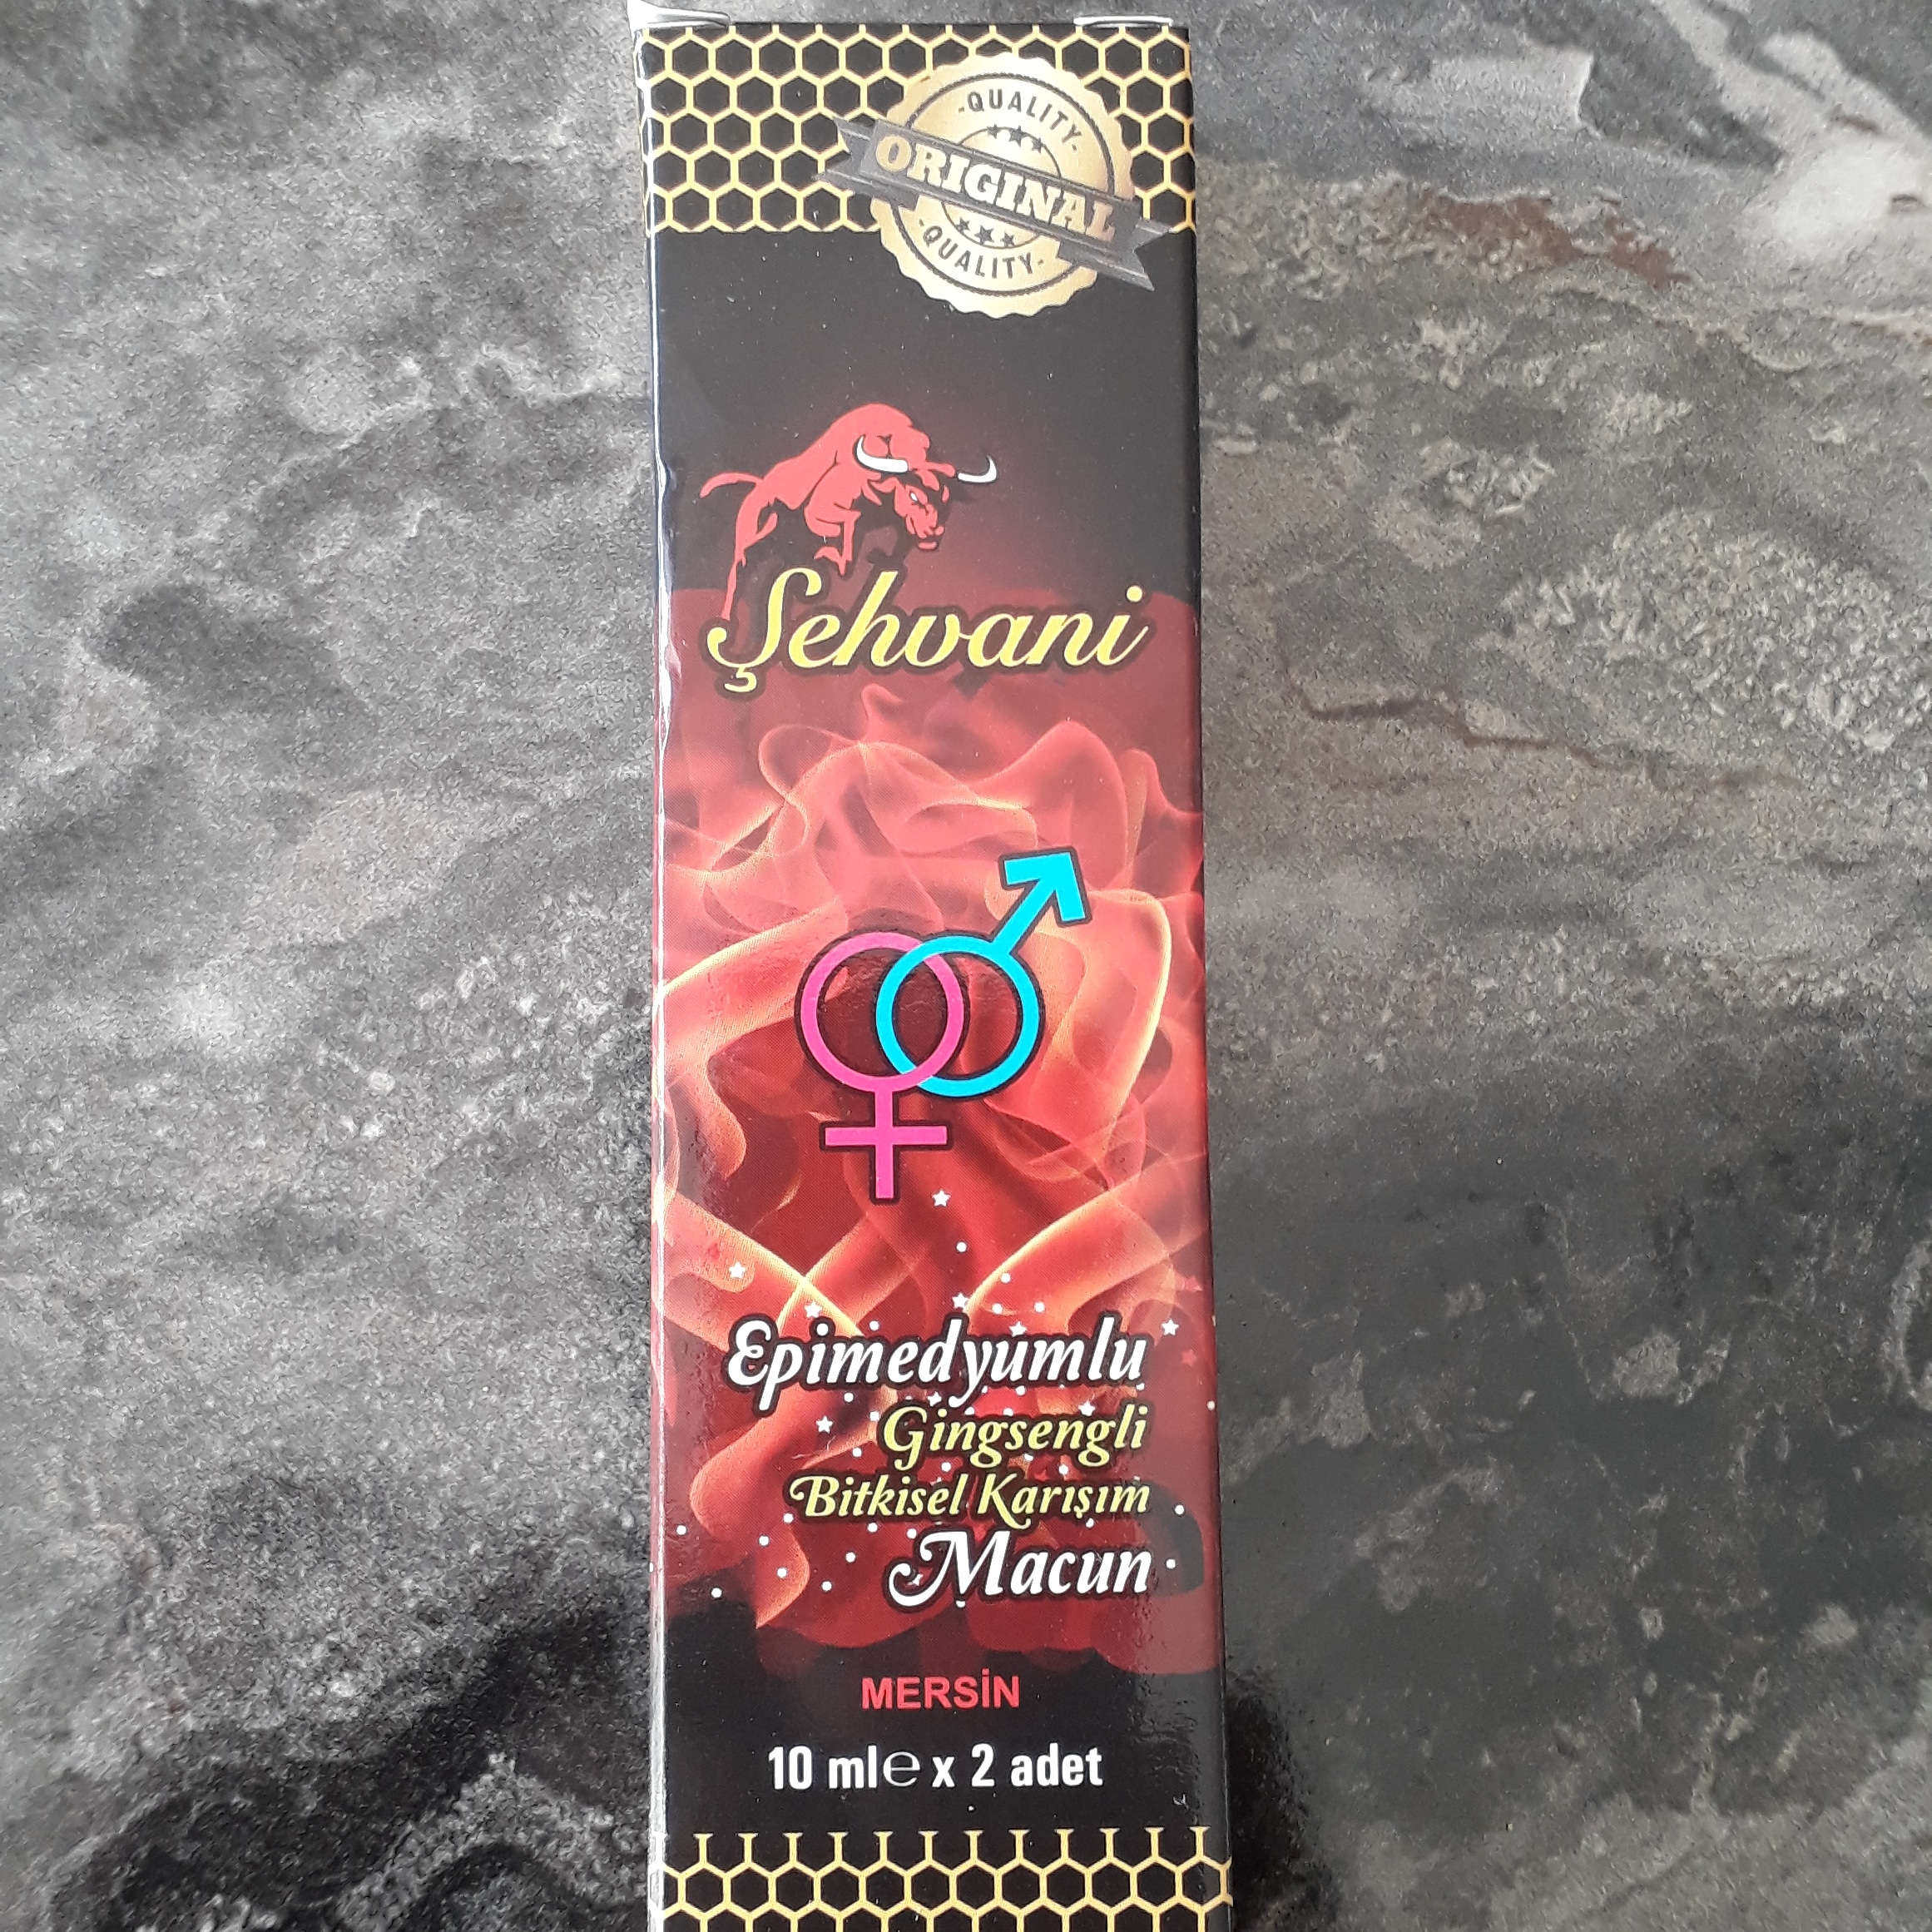 -QUALITY-
ORIGINAL
-QUALITY-
Şehvani
Epimedyumlu
Gingsengli
Bitkisel Karışım
Macun
MERSİN
10 ml℮ x 2 adet